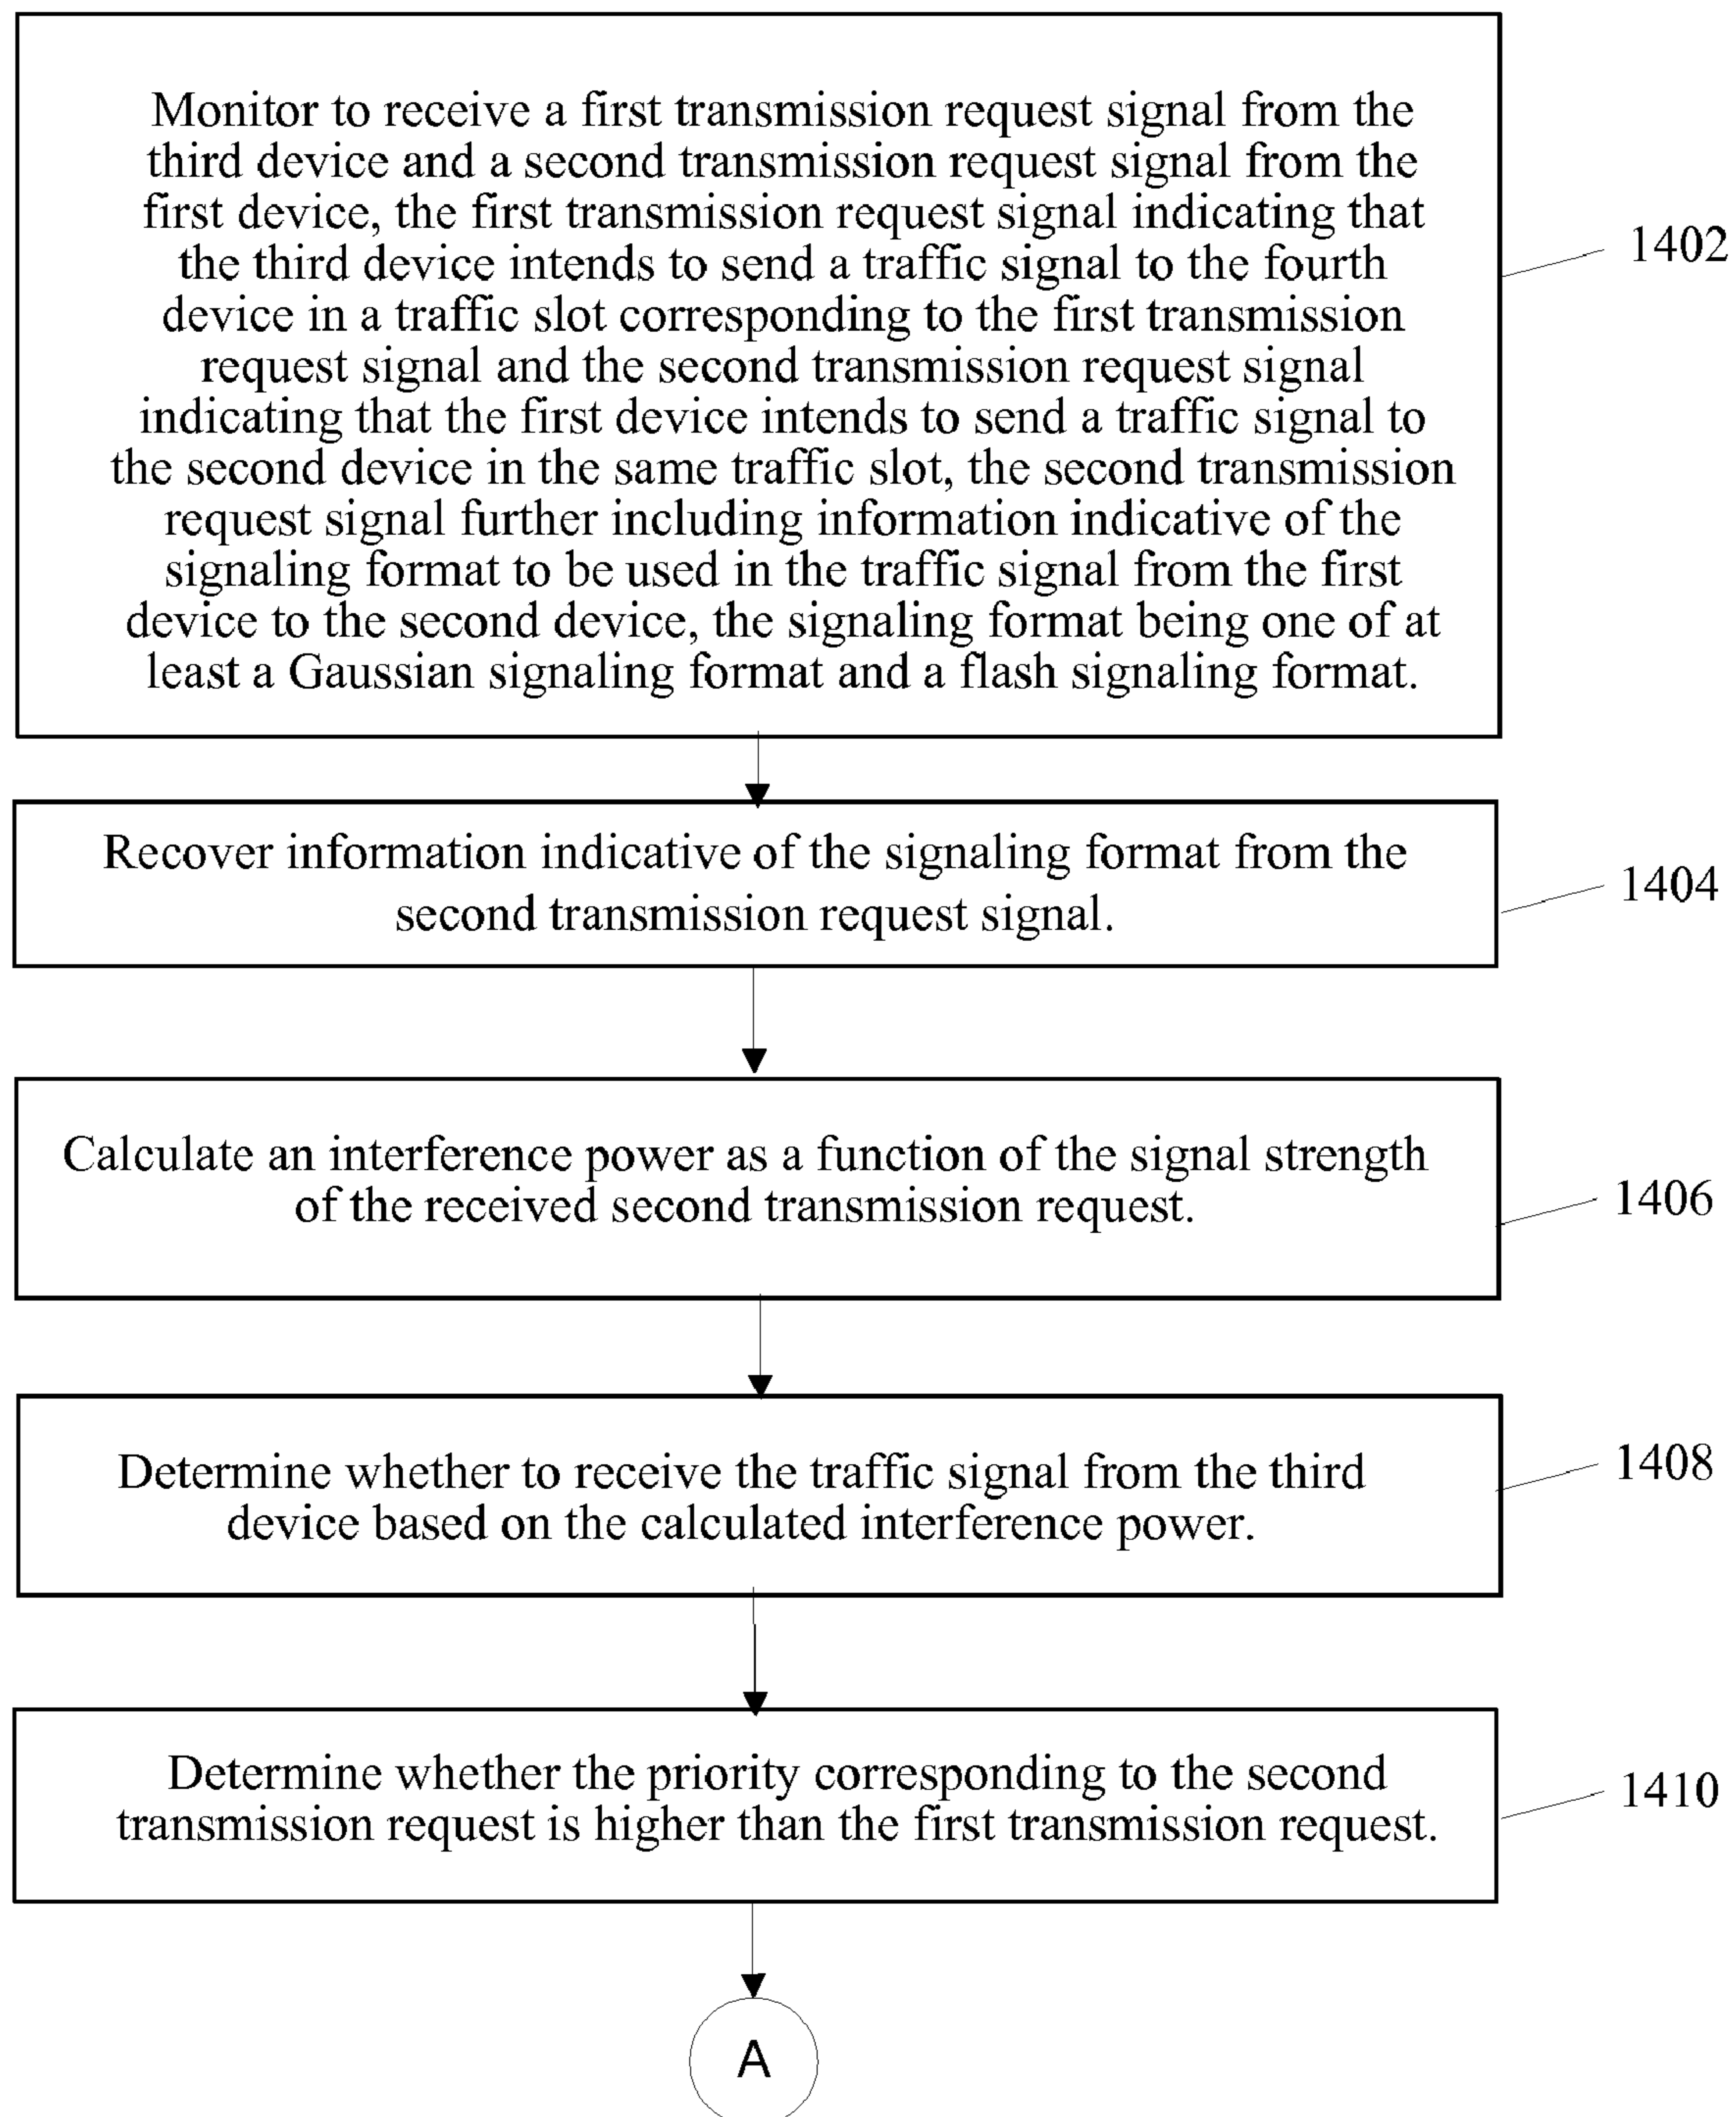 Monitor to receive a first transmission request signal from the
third device and a second transmission request signal from the
first device, the first transmission request signal indicating that
the third device intends to send a traffic signal to the fourth
device in a traffic slot corresponding to the first transmission
request signal and the second transmission request signal
indicating that the first device intends to send a traffic signal to
the second device in the same traffic slot, the second transmission
request signal further including information indicative of the
signaling format to be used in the traffic signal from the first
device to the second device, the signaling format being one of at
least a Gaussian signaling format and a flash signaling format.
1402
Recover information indicative of the signaling format from the
second transmission request signal.
1404
Calculate an interference power as a function of the signal strength
of the received second transmission request.
1406
Determine whether to receive the traffic signal from the third
device based on the calculated interference power.
1408
Determine whether the priority corresponding to the second
transmission request is higher than the first transmission request.
1410
A